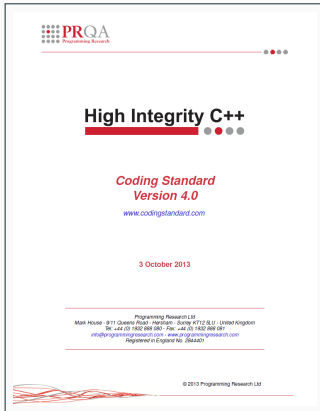 PRQA
Programming Research
High Integrity C++
Coding Standard
Version 4.0
www.codingstandard.com
3 October 2013
Programming Research Ltd
Mark House - 9/11 Queens Road - Hersham - Surrey KT12 5LU - United Kingdom
Tel: +44 (0) 1932 888 080 - Fax: +44 (0) 1932 888 081
info@programmingresearch.com - www.programmingresearch.com
Registered in England No. 2844401
© 2013 Programming Research Ltd